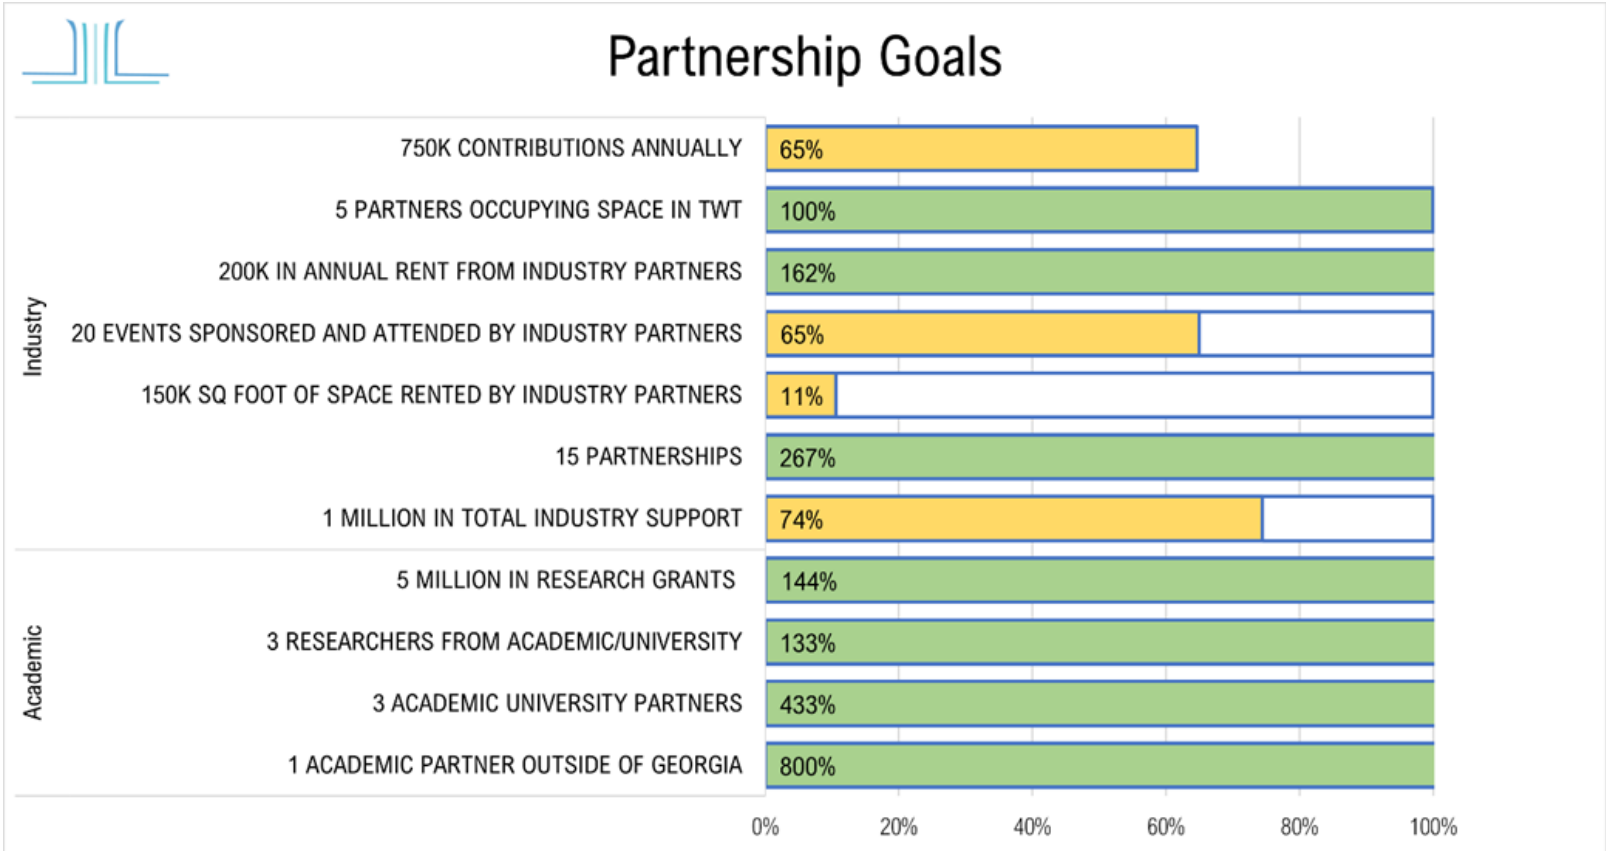 Partnership Goals
Industry
750K CONTRIBUTIONS ANNUALLY 65%
5 PARTNERS OCCUPYING SPACE IN TWT 100%
200K IN ANNUAL RENT FROM INDUSTRY PARTNERS 162%
20 EVENTS SPONSORED AND ATTENDED BY INDUSTRY PARTNERS 65%
150K SQ FOOT OF SPACE RENTED BY INDUSTRY PARTNERS 11%
15 PARTNERSHIPS 267%
1 MILLION IN TOTAL INDUSTRY SUPPORT 74%
Academic
5 MILLION IN RESEARCH GRANTS 144%
3 RESEARCHERS FROM ACADEMIC/UNIVERSITY 133%
3 ACADEMIC UNIVERSITY PARTNERS 433%
1 ACADEMIC PARTNER OUTSIDE OF GEORGIA 800%
0% 20% 40% 60% 80% 100%